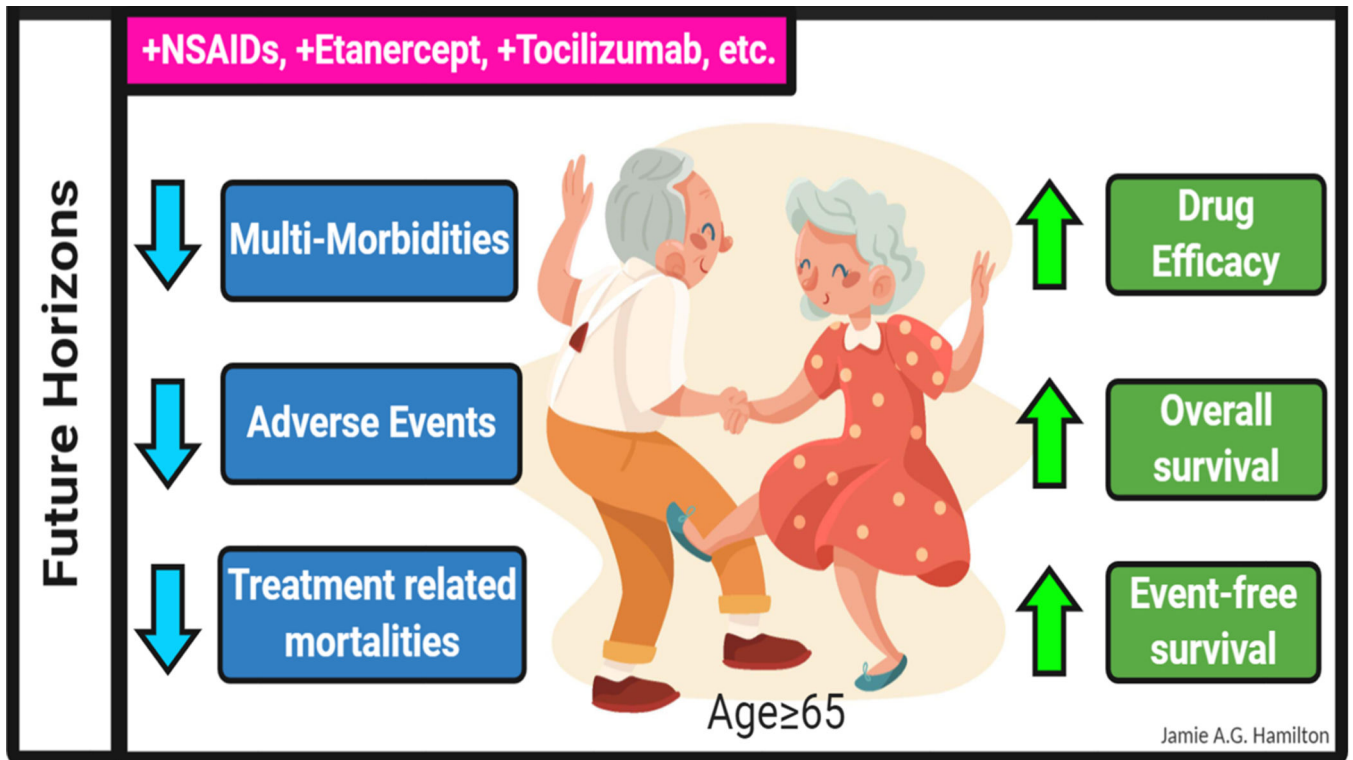 +NSAIDs, +Etanercept, +Tocilizumab, etc.
Future Horizons
Multi-Morbidities
Adverse Events
Treatment related
mortalities
Drug
Efficacy
Overall
survival
Event-free
survival
Age≥65
Jamie A.G. Hamilton